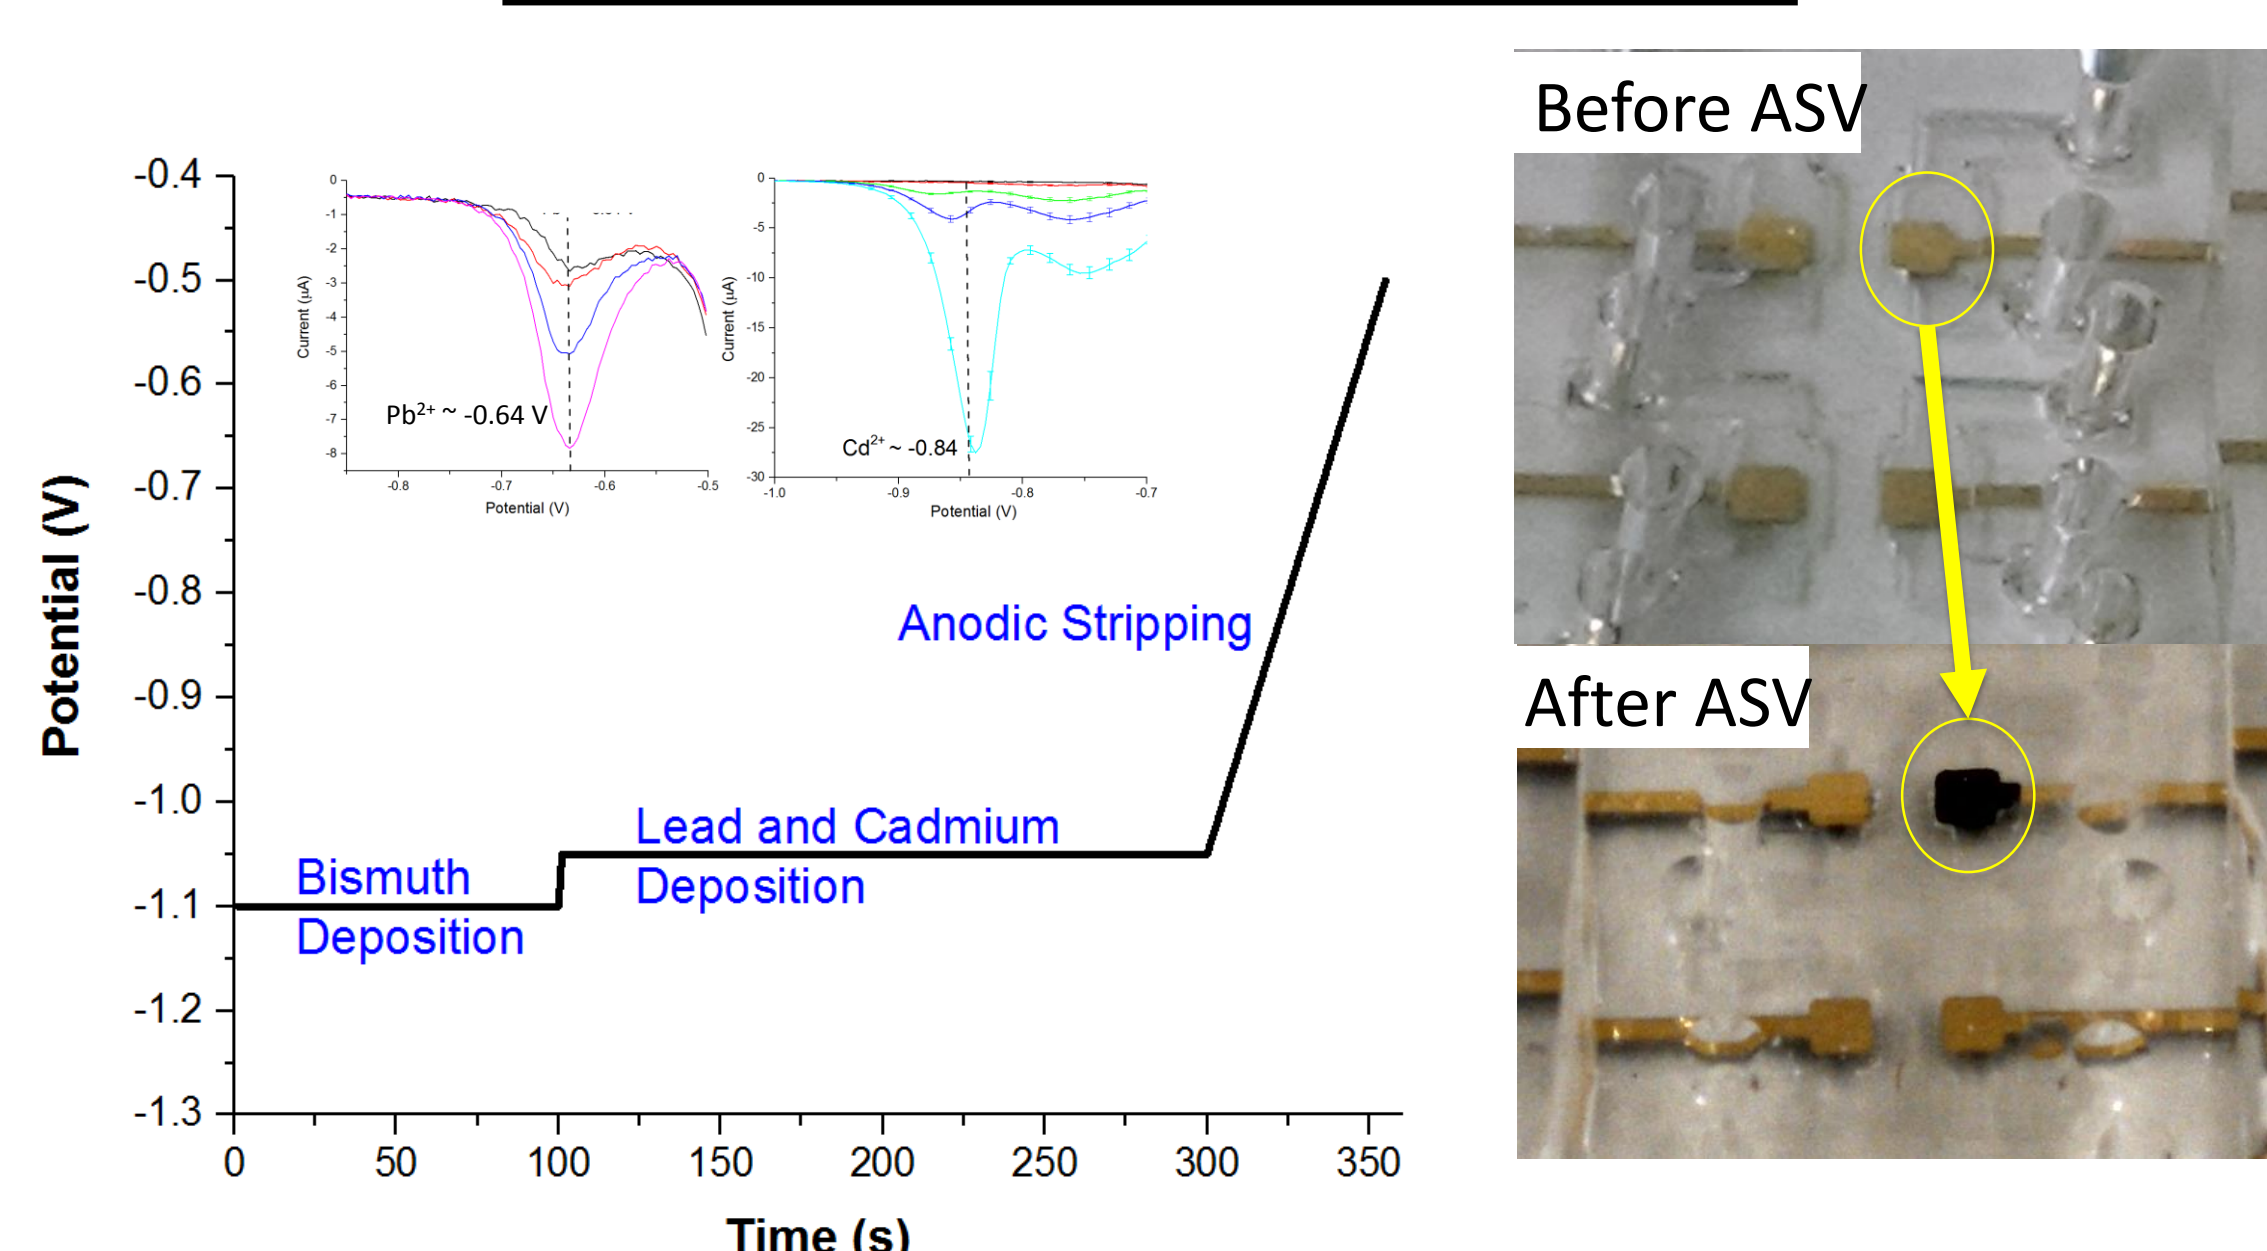 -0.4
-0.5
-0.6
-0.7
-0.8
-0.9
-1.0
-1.1
-1.2
-1.3
Potential (V)
0
50
100
150
200
250
300
350
Time (s)
Bismuth
Deposition
Lead and Cadmium
Deposition
Anodic Stripping
0
-1
-2
-3
-4
-5
-6
-7
-8
Current (μA)
Pb²⁺ ~ -0.64 V
-0.8
-0.7
-0.6
-0.5
Potential (V)
0
-5
-10
-15
-20
-25
-30
Current (μA)
Cd²⁺ ~ -0.84
-1.0
-0.9
-0.8
-0.7
Potential (V)
Before ASV
After ASV